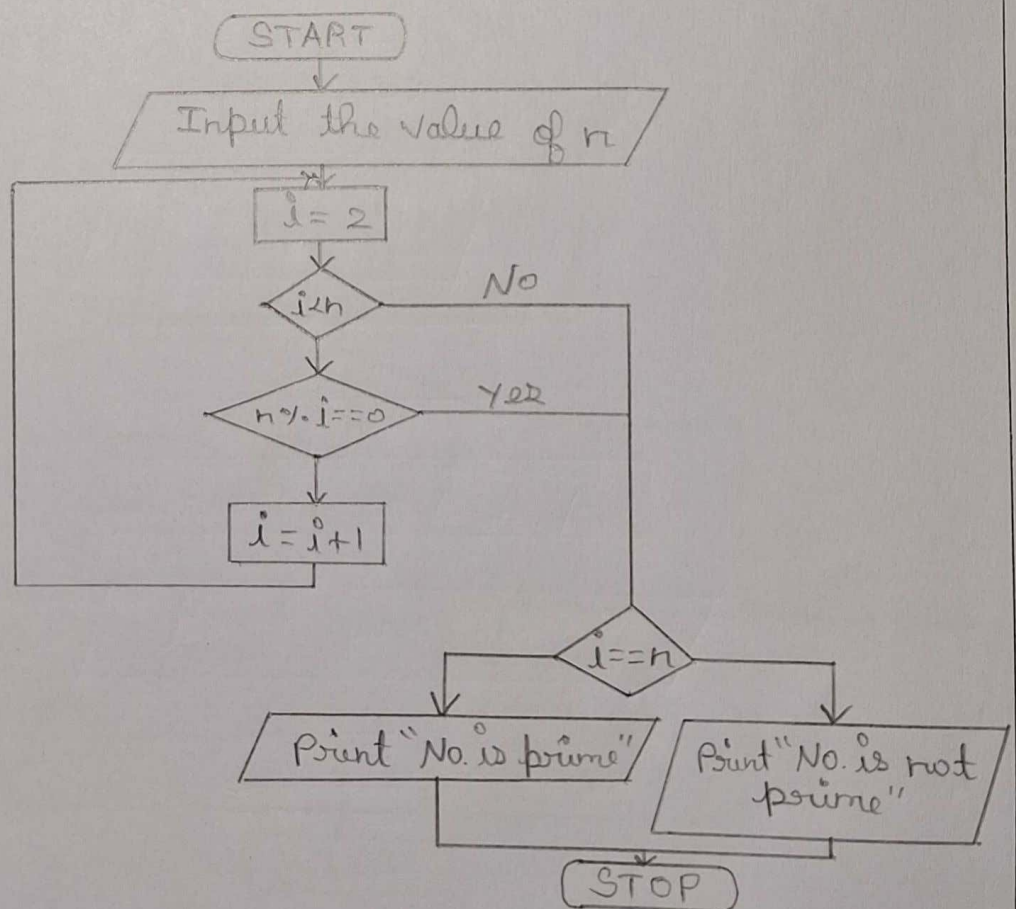 START
Input the value of n
i = 2
i<n
No
yes
n%i==0
i = i+1
i==n
Print "No. is prime"
Print "No. is not
prime"
STOP